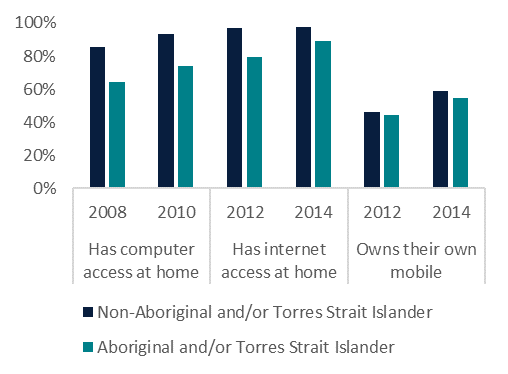 100%
80%
60%
40%
20%
0%
2008 2010 2012 2014 2012 2014
Has computer access at home
Has internet access at home
Owns their own mobile
Non-Aboriginal and/or Torres Strait Islander
Aboriginal and/or Torres Strait Islander